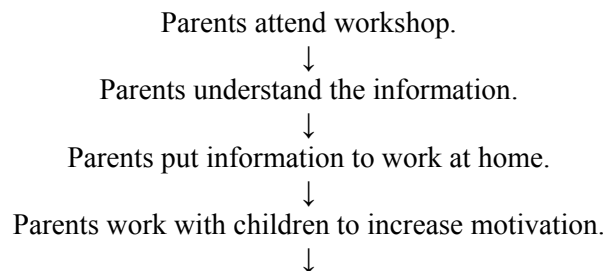 Parents attend workshop.
↓
Parents understand the information.
↓
Parents put information to work at home.
↓
Parents work with children to increase motivation.
↓